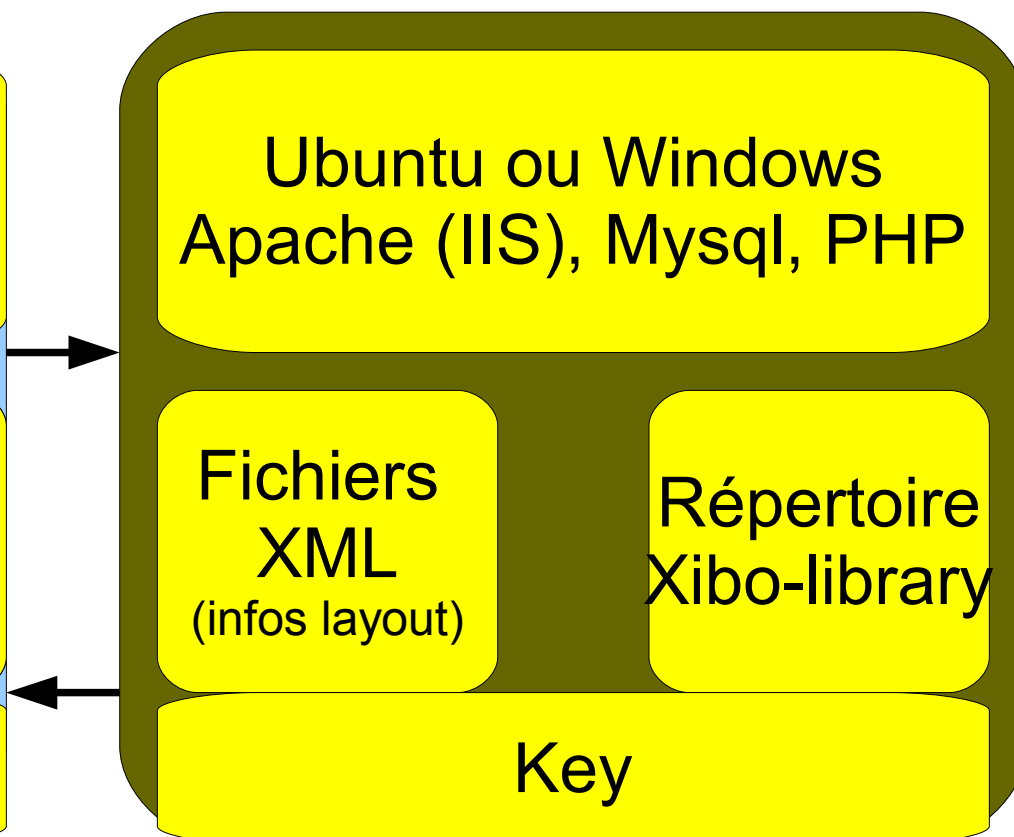 Ubuntu ou Windows
Apache (IIS), Mysql, PHP
Fichiers
XML
(infos layout)
Répertoire
Xibo-library
Key